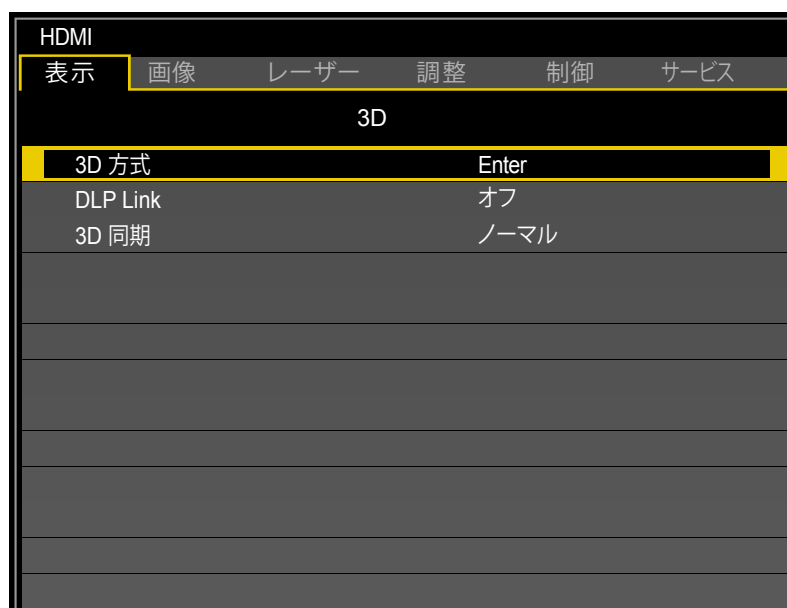 HDMI
表示 画像 レーザー 調整 制御 サービス
3D
3D 方式 Enter
DLP Link オフ
3D 同期 ノーマル